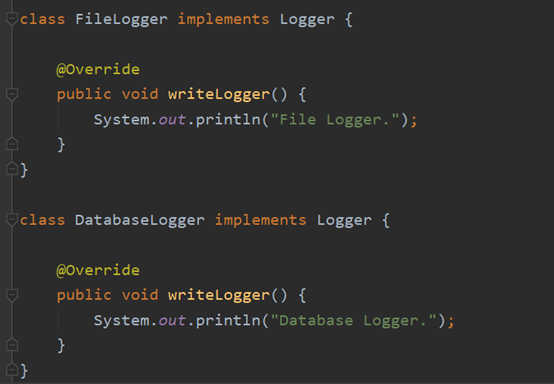 class FileLogger implements Logger {
@Override
public void writeLogger() {
System.out.println("File Logger.");
}
}
class DatabaseLogger implements Logger {
@Override
public void writeLogger() {
System.out.println("Database Logger.");
}
}